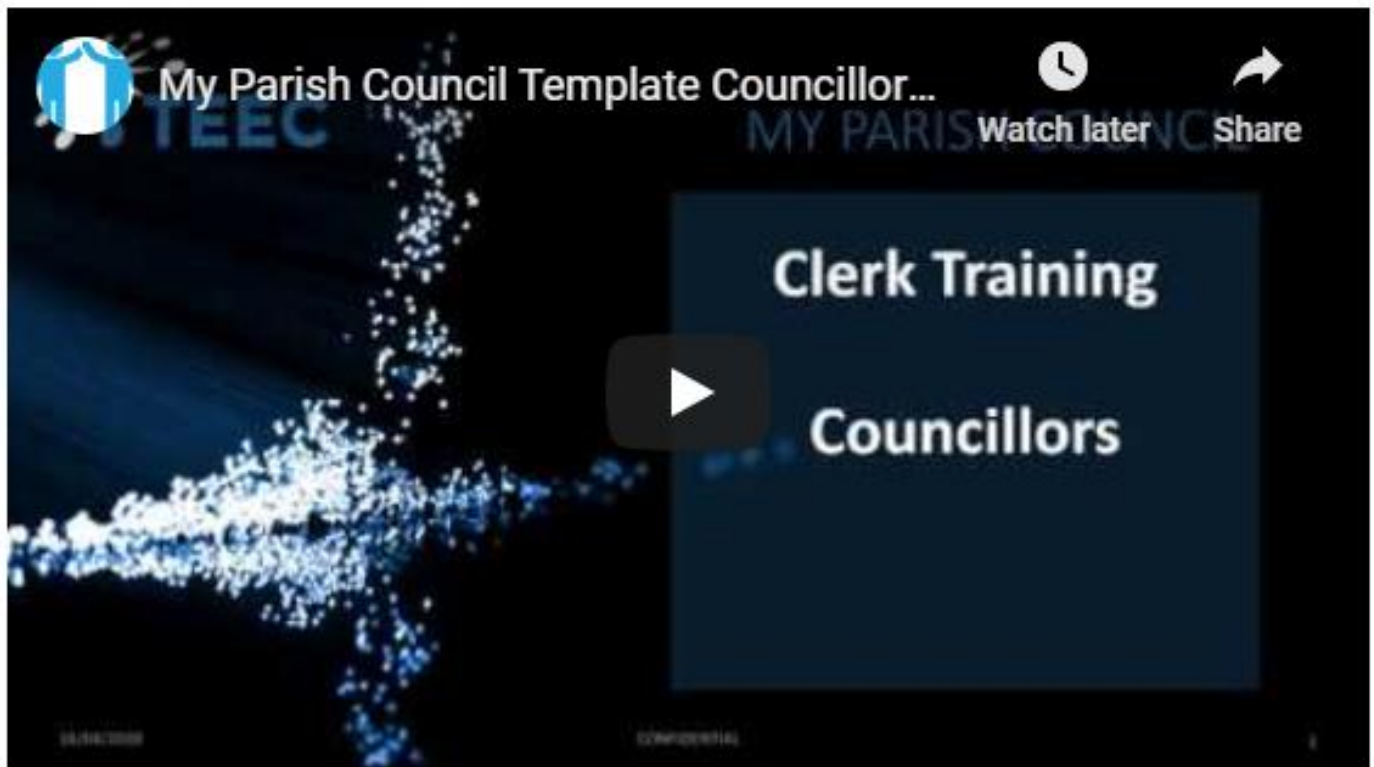 My Parish Council Template Councillor...
TEEC
MY PARISH COUNCIL
Watch later
Share
Clerk Training
Councillors
CONFIDENTIAL